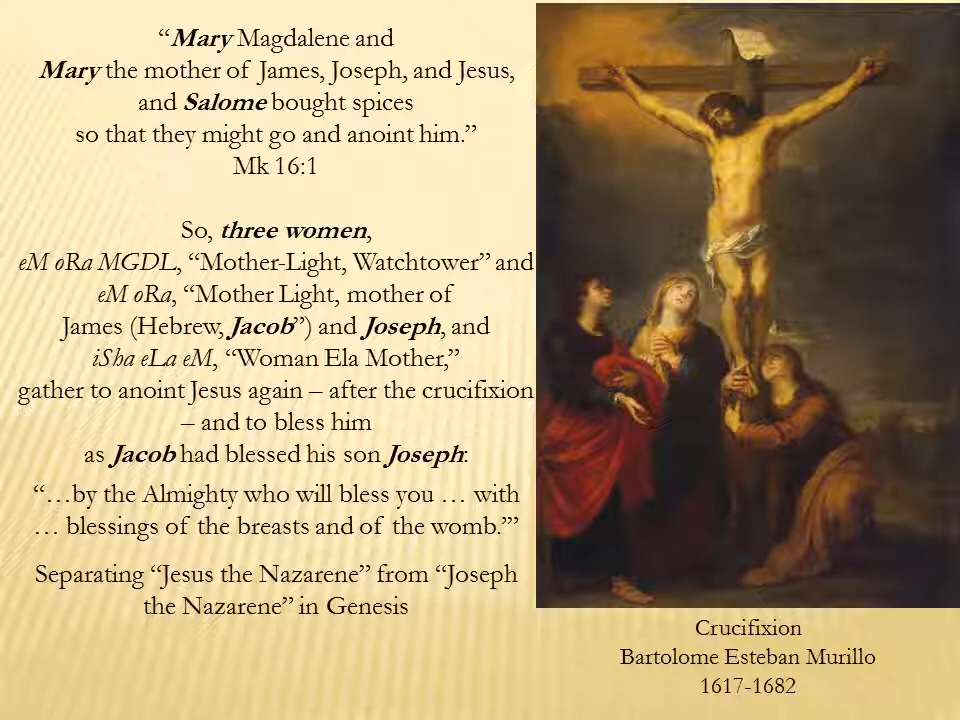 “Mary Magdalene and
Mary the mother of James, Joseph, and Jesus,
and Salome bought spices
so that they might go and anoint him.”
Mk 16:1
So, three women,
eM oRa MGDL, “Mother-Light, Watchtower” and
eM oRa, “Mother Light, mother of
James (Hebrew, Jacob”) and Joseph, and
iSha eLa eM, “Woman Ela Mother,”
gather to anoint Jesus again – after the crucifixion
– and to bless him
as Jacob had blessed his son Joseph:
“…by the Almighty who will bless you … with
… blessings of the breasts and of the womb.’”
Separating “Jesus the Nazarene” from “Joseph
the Nazarene” in Genesis
Crucifixion
Bartolome Esteban Murillo
1617-1682